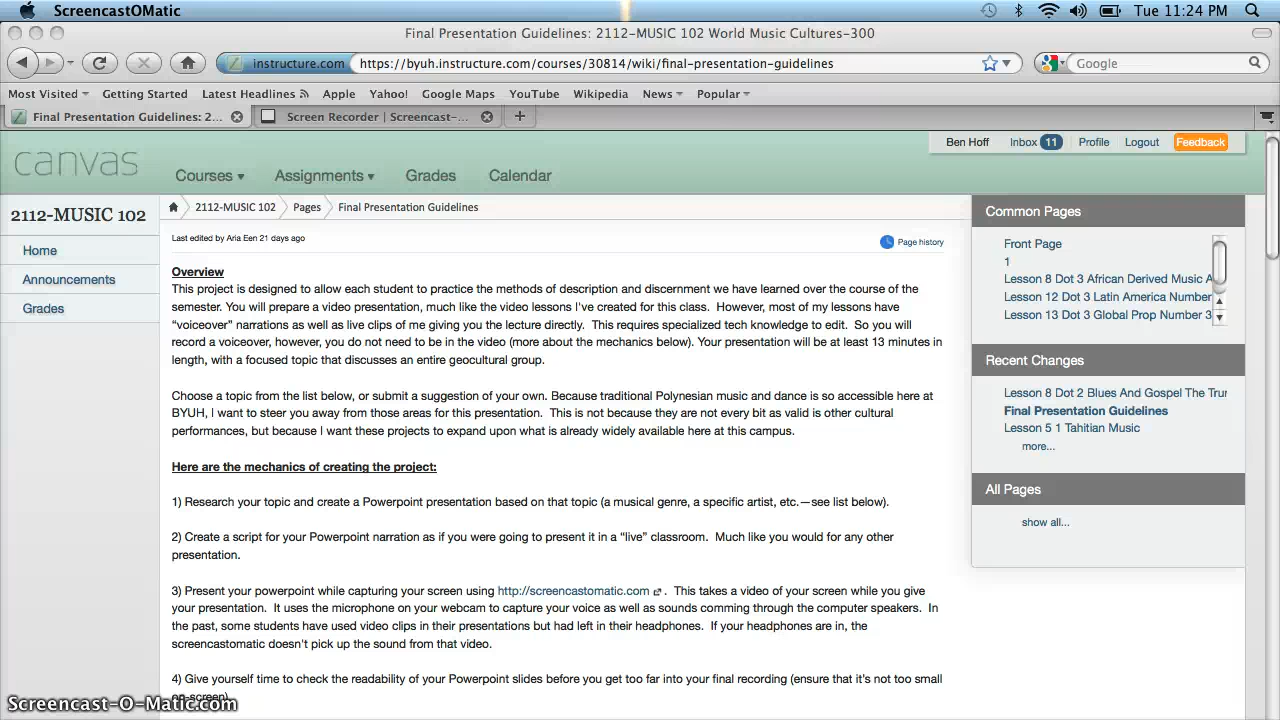 ScreencastOMatic
Tue 11:24 PM
Final Presentation Guidelines: 2112-MUSIC 102 World Music Cultures-300
instructure.com
https://byuh.instructure.com/courses/30814/wiki/final-presentation-guidelines
Google
Most Visited
Getting Started
Latest Headlines
Apple
Yahoo!
Google Maps
YouTube
Wikipedia
News
Popular
Final Presentation Guidelines: 2...
Screen Recorder | Screencast-...
Ben Hoff
Inbox 11
Profile
Logout
Feedback
canvas
Courses
Assignments
Grades
Calendar
2112-MUSIC 102
Home
Announcements
Grades
2112-MUSIC 102
Pages
Final Presentation Guidelines
Last edited by Aria Een 21 days ago
Page history
Overview
This project is designed to allow each student to practice the methods of description and discernment we have learned over the course of the
semester. You will prepare a video presentation, much like the video lessons I've created for this class.  However, most of my lessons have
“voiceover” narrations as well as live clips of me giving you the lecture directly.  This requires specialized tech knowledge to edit.  So you will
record a voiceover, however, you do not need to be in the video (more about the mechanics below). Your presentation will be at least 13 minutes in
length, with a focused topic that discusses an entire geocultural group.
Choose a topic from the list below, or submit a suggestion of your own. Because traditional Polynesian music and dance is so accessible here at
BYUH, I want to steer you away from those areas for this presentation.  This is not because they are not every bit as valid is other cultural
performances, but because I want these projects to expand upon what is already widely available here at this campus.
Here are the mechanics of creating the project:
1) Research your topic and create a Powerpoint presentation based on that topic (a musical genre, a specific artist, etc.—see list below).
2) Create a script for your Powerpoint narration as if you were going to present it in a “live” classroom.  Much like you would for any other
presentation.
3) Present your powerpoint while capturing your screen using http://screencastomatic.com .  This takes a video of your screen while you give
your presentation.  It uses the microphone on your webcam to capture your voice as well as sounds comming through the computer speakers.  In
the past, some students have used video clips in their presentations but had left in their headphones.  If your headphones are in, the
screencastomatic doesn't pick up the sound from that video.
4) Give yourself time to check the readability of your Powerpoint slides before you get too far into your final recording (ensure that it's not too small
on-screen).
Common Pages
Front Page
1
Lesson 8 Dot 3 African Derived Music A
Lesson 12 Dot 3 Latin America Number
Lesson 13 Dot 3 Global Prop Number 3
Recent Changes
Lesson 8 Dot 2 Blues And Gospel The Trur
Final Presentation Guidelines
Lesson 5 1 Tahitian Music
more...
All Pages
show all...
Screencast-O-Matic.com